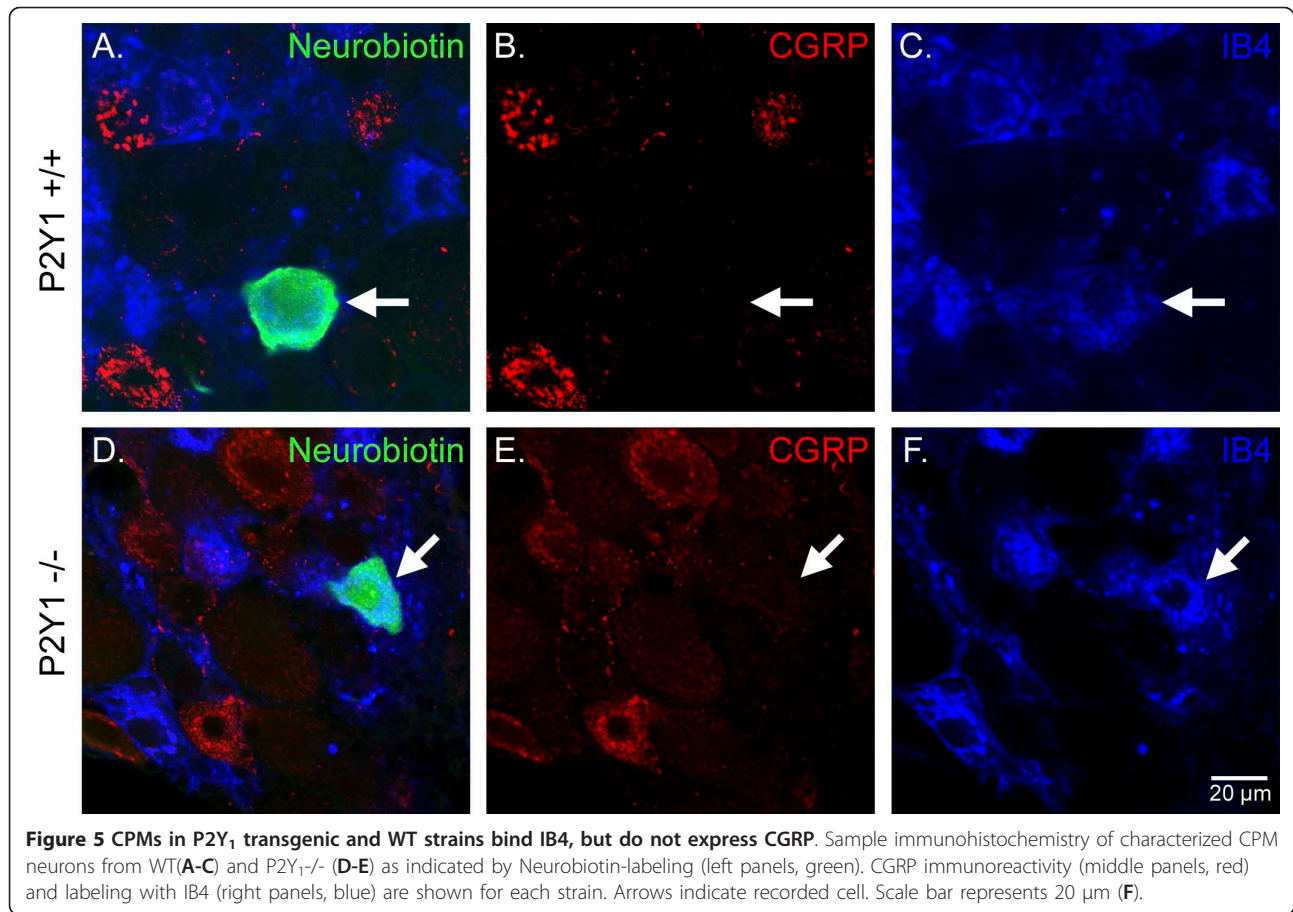 A. Neurobiotin
B. CGRP
C. IB4
P2Y1 +/+
D. Neurobiotin
E. CGRP
F. IB4
P2Y1 -/-
20 µm
Figure 5 CPMs in P2Y₁ transgenic and WT strains bind IB4, but do not express CGRP. Sample immunohistochemistry of characterized CPM
neurons from WT(A-C) and P2Y₁-/- (D-E) as indicated by Neurobiotin-labeling (left panels, green). CGRP immunoreactivity (middle panels, red)
and labeling with IB4 (right panels, blue) are shown for each strain. Arrows indicate recorded cell. Scale bar represents 20 µm (F).